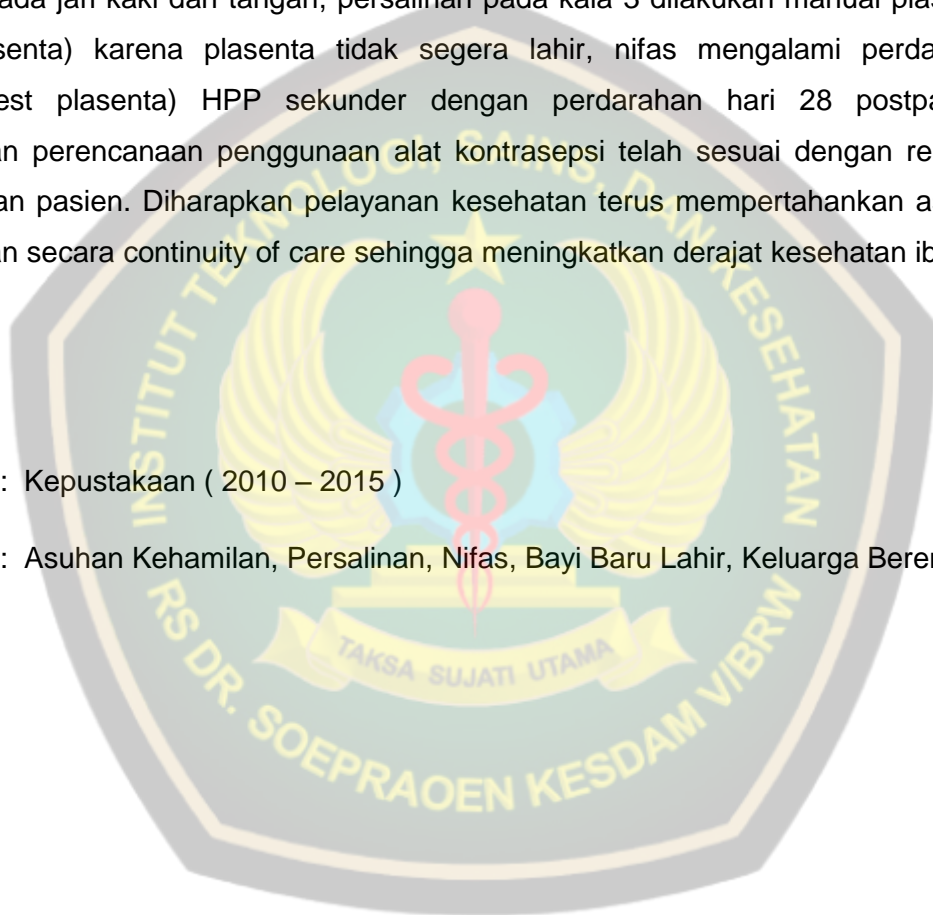 ada jari kaki dan tangan, persalinan pada kala 3 dilakukan manual plas
senta) karena plasenta tidak segera lahir, nifas mengalami perda
est plasenta) HPP sekunder dengan perdarahan hari 28 postpa
an perencanaan penggunaan alat kontrasepsi telah sesuai dengan re
an pasien. Diharapkan pelayanan kesehatan terus mempertahankan a
an secara continuity of care sehingga meningkatkan derajat kesehatan ib
: Kepustakaan ( 2010 – 2015 )
: Asuhan Kehamilan, Persalinan, Nifas, Bayi Baru Lahir, Keluarga Beren
INSTITUT TEKNOLOGI, SAINS, DAN KESEHATAN
TAKSA SUJATI UTAMA
RS DR. SOEPRAOEN KESDAM V/BRW